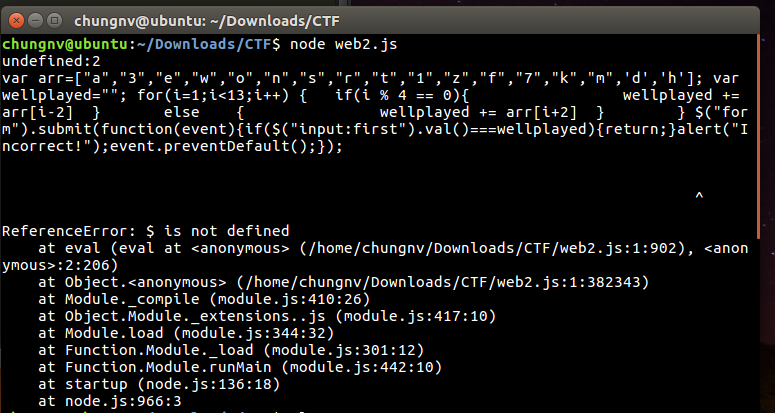 chungnv@ubuntu: ~/Downloads/CTF
chungnv@ubuntu:~/Downloads/CTF$ node web2.js
undefined:2
var arr=["a","3","e","w","o","n","s","r","t","1","z","f","7","k","m",'d','h']; var
wellplayed=""; for(i=1;i<13;i++) {   if(i % 4 == 0){             wellplayed +=
arr[i-2]  }       else    {             wellplayed += arr[i+2]  }       } $("for
m").submit(function(event){if($("input:first").val()===wellplayed){return;}alert("I
ncorrect!");event.preventDefault();});
^
ReferenceError: $ is not defined
    at eval (eval at <anonymous> (/home/chungnv/Downloads/CTF/web2.js:1:902), <anon
ymous>:2:206)
    at Object.<anonymous> (/home/chungnv/Downloads/CTF/web2.js:1:382343)
    at Module._compile (module.js:410:26)
    at Object.Module._extensions..js (module.js:417:10)
    at Module.load (module.js:344:32)
    at Function.Module._load (module.js:301:12)
    at Function.Module.runMain (module.js:442:10)
    at startup (node.js:136:18)
    at node.js:966:3